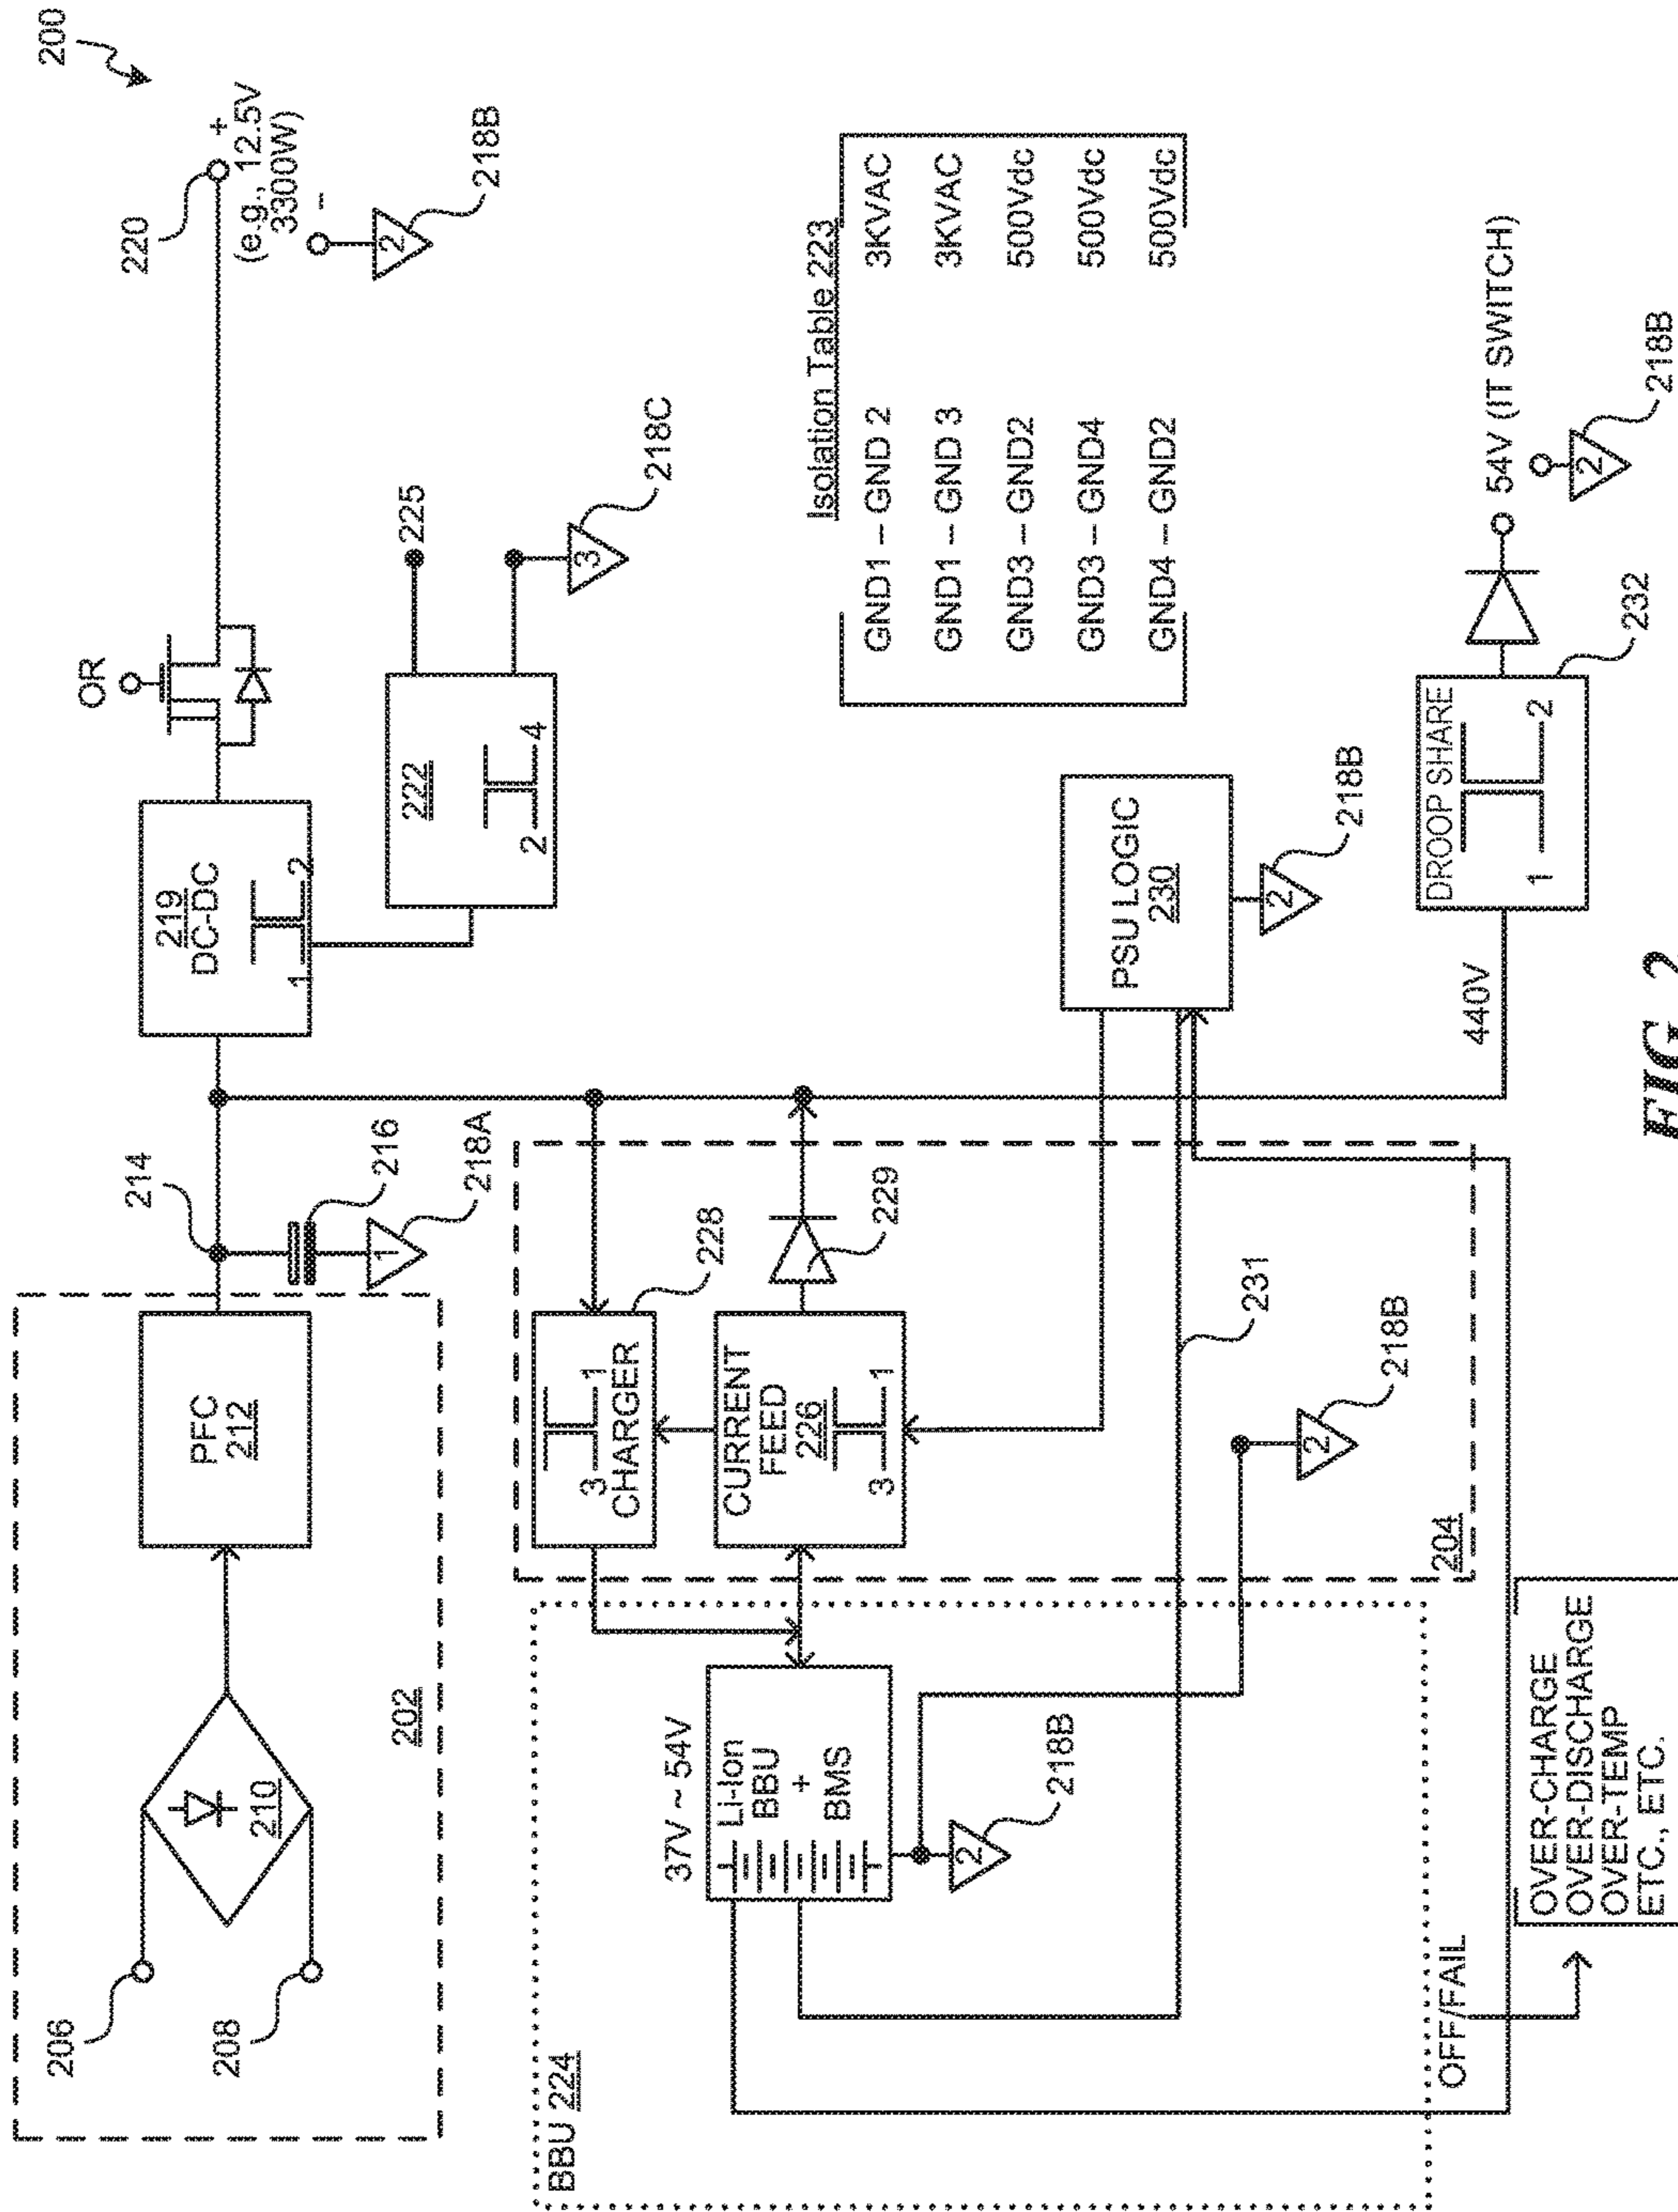 200
206
208
210
202
PFC
212
214
216
1
218A
219
DC-DC
1
2
OR
220
+
(e.g., 12.5V
3300W)
-
2
218B
222
2
4
225
3
218C
Isolation Table 223
GND1 – GND 2 3KVAC
GND1 – GND 3 3KVAC
GND3 – GND2 500Vdc
GND3 – GND4 500Vdc
GND4 – GND2 500Vdc
BBU 224
37V ~ 54V
Li-Ion
BBU
+
BMS
2
218B
3
1
CHARGER
228
CURRENT
FEED
226
3
1
229
231
2
218B
204
PSU LOGIC
230
2
218B
440V
DROOP SHARE
1
2
232
54V (IT SWITCH)
2
218B
OFF/FAIL
OVER-CHARGE
OVER-DISCHARGE
OVER-TEMP
ETC., ETC.
FIG. 2